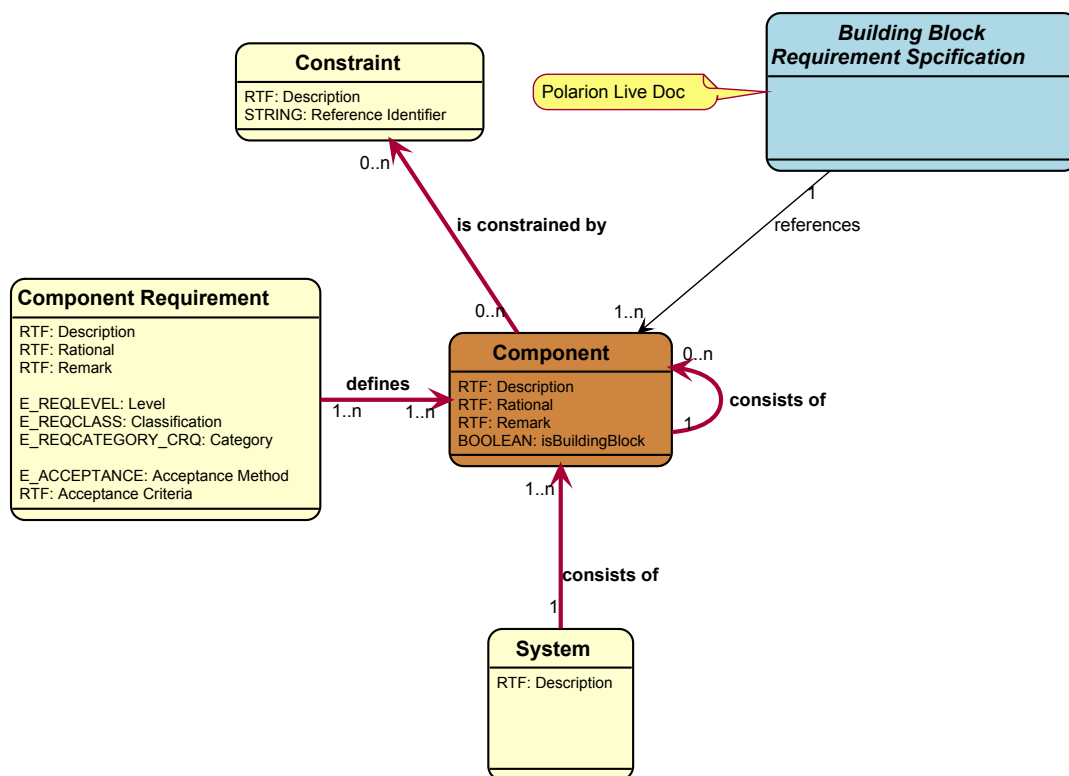 Building Block
Requirement Spcification
Constraint
RTF: Description
STRING: Reference Identifier
Polarion Live Doc
0..n
1
references
is constrained by
Component Requirement
RTF: Description
RTF: Rational
RTF: Remark
E_REQLEVEL: Level
E_REQCLASS: Classification
E_REQCATEGORY_CRQ: Category
E_ACCEPTANCE: Acceptance Method
RTF: Acceptance Criteria
defines
1..n
1..n
0..n
1..n
Component
RTF: Description
RTF: Rational
RTF: Remark
BOOLEAN: isBuildingBlock
0..n
consists of
1
1..n
consists of
1
System
RTF: Description